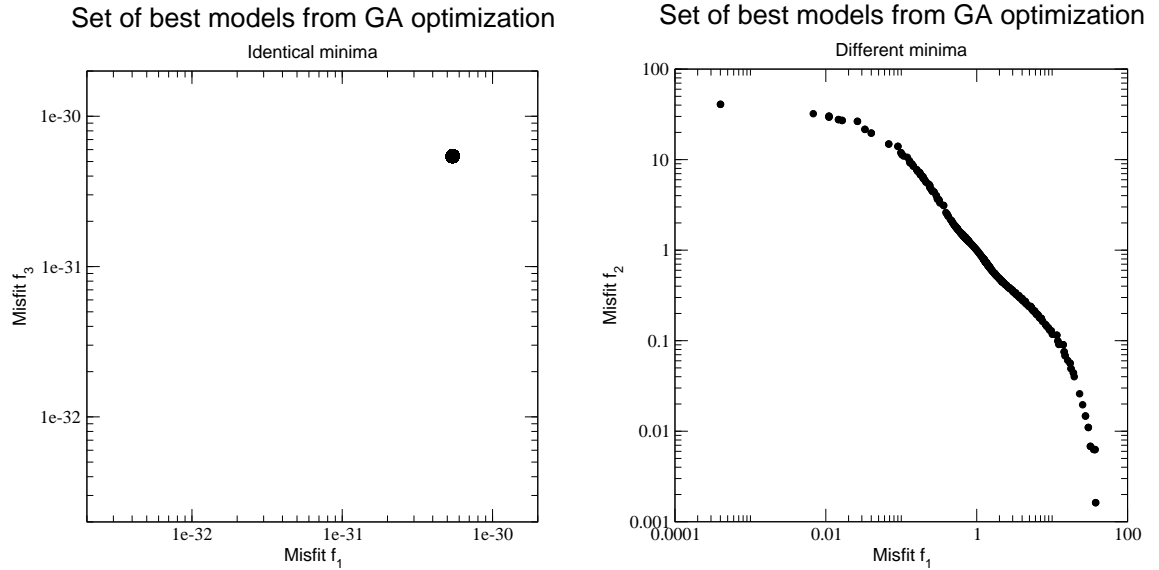 Set of best models from GA optimization
Identical minima
1e-30
1e-31
1e-32
Misfit f3
1e-32 1e-31 1e-30
Misfit f1
Set of best models from GA optimization
Different minima
100
10
1
0.1
0.01
0.001
Misfit f2
0.0001 0.01 1 100
Misfit f1